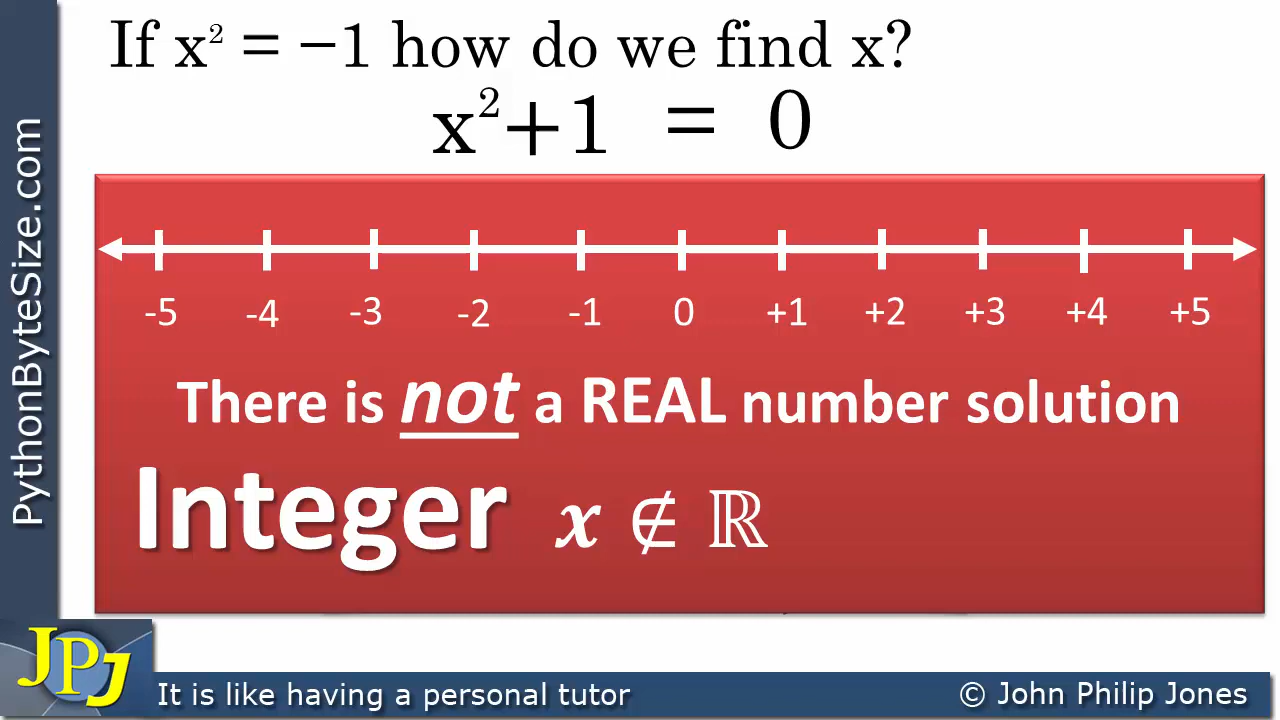 If x² = −1 how do we find x?
x²+1 = 0
-5 -4 -3 -2 -1 0 +1 +2 +3 +4 +5
There is not a REAL number solution
Integer x ∉ ℝ
PythonByteSize.com
JPJ
It is like having a personal tutor
© John Philip Jones